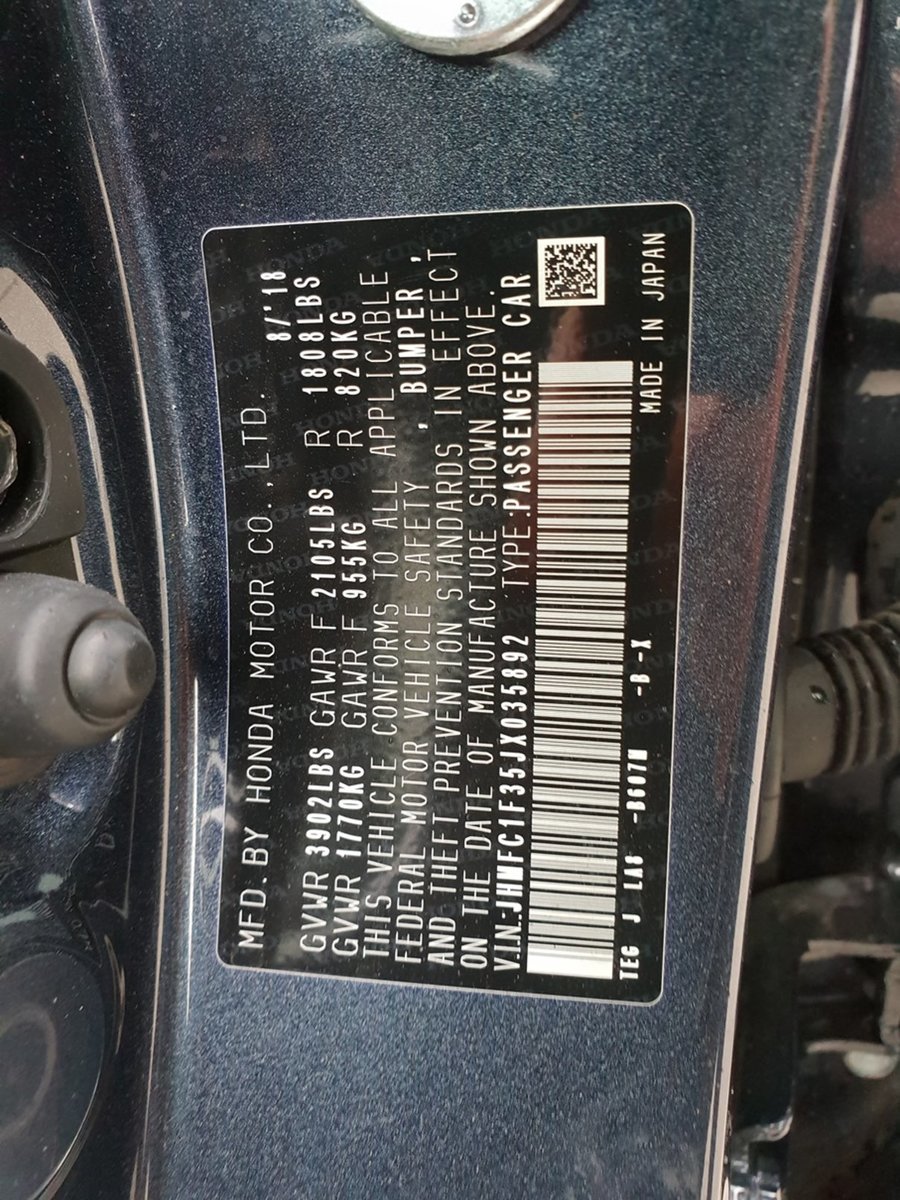 MFD. BY HONDA MOTOR CO., LTD. 8/'18
GVWR 3902LBS GAWR F 2105LBS R 1808LBS
GVWR 1770KG GAWR F 955KG R 820KG
THIS VEHICLE CONFORMS TO ALL APPLICABLE
FEDERAL MOTOR VEHICLE SAFETY , BUMPER ,
AND THEFT PREVENTION STANDARDS IN EFFECT
ON THE DATE OF MANUFACTURE SHOWN ABOVE.
V.I.N.JHMFC1F35JX035892 TYPE:PASSENGER CAR
TEG J LAB -B607M -B-X MADE IN JAPAN